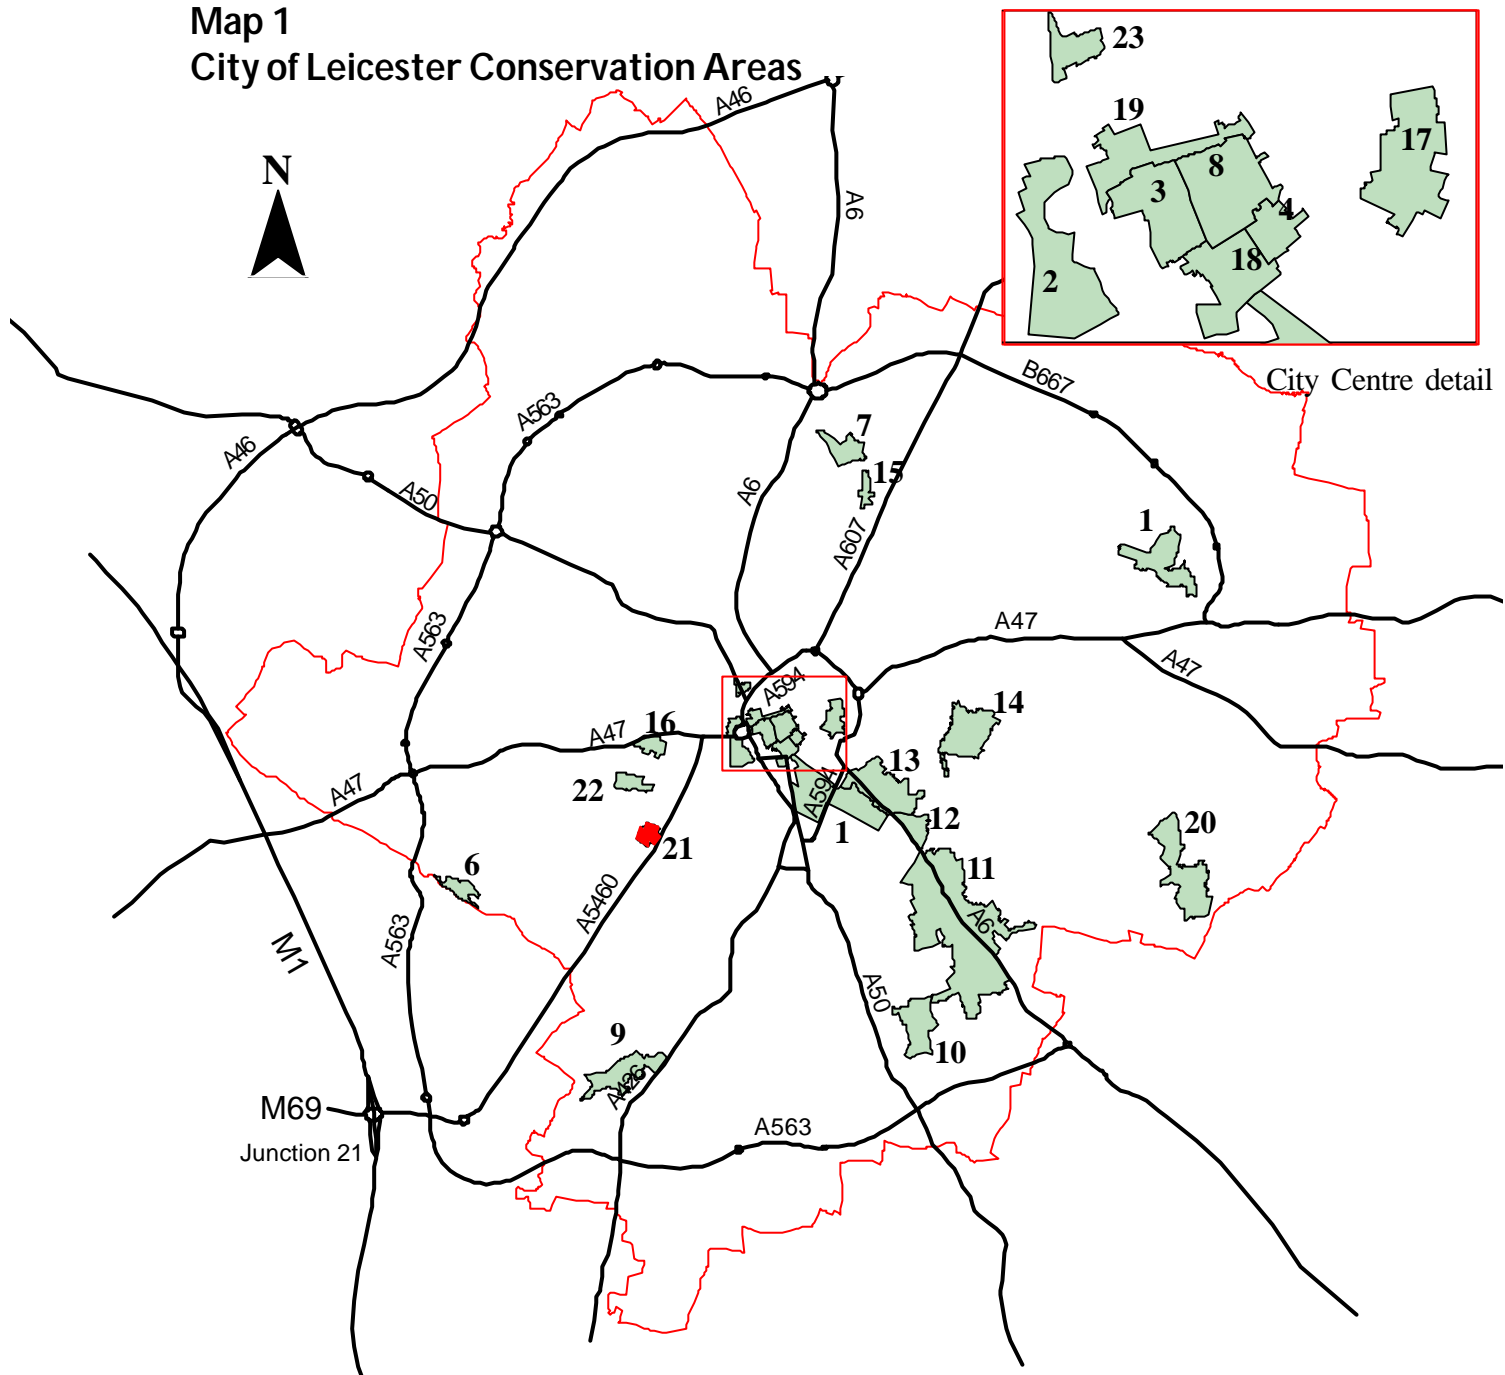 Map 1
City of Leicester Conservation Areas
N
23
19
17
8
3
4
18
2
City Centre detail
A46
A6
B667
A563
7
A46
15
A50
A6
A607
1
A563
A47
A47
A594
16
A47
14
22
13
A47
A594
12
1
20
21
11
6
A5460
A6
A563
M1
A50
9
10
A426
M69
A563
Junction 21